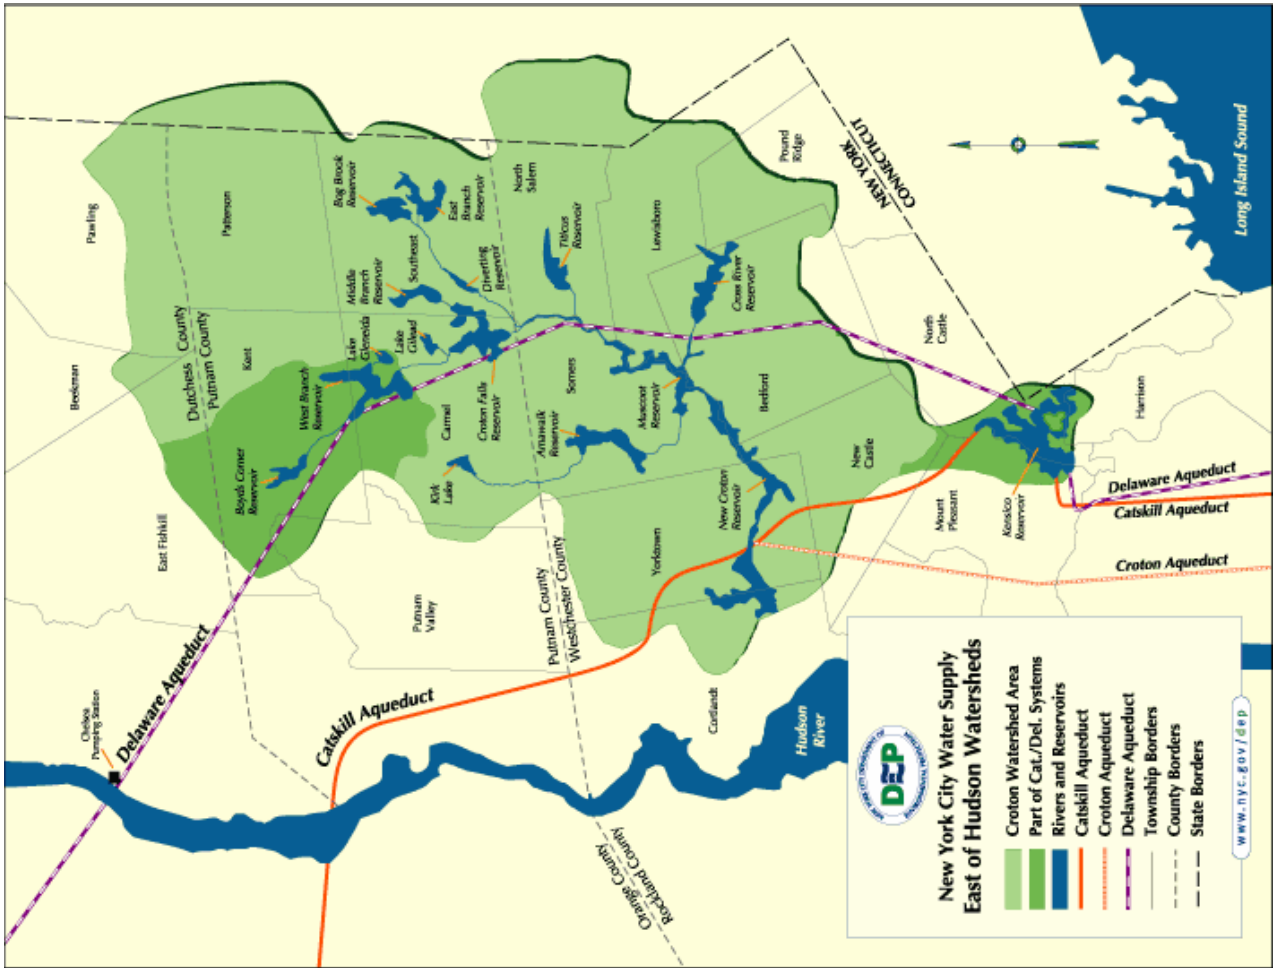 New York City Water Supply
East of Hudson Watersheds
Croton Watershed Area
Part of Cat./Del. Systems
Rivers and Reservoirs
Catskill Aqueduct
Croton Aqueduct
Delaware Aqueduct
Township Borders
County Borders
State Borders
DEP
www.nyc.gov/dep
Pawling
Patterson
Beekman
Dutchess County
Putnam County
Kent
East Fishkill
Boyds Corner
Reservoir
West Branch
Reservoir
Lake
Gleneida
Lake
Gilead
Middle
Branch
Reservoir
Bog Brook
Reservoir
East
Branch
Reservoir
Southeast
Diverting
Reservoir
Croton Falls
Reservoir
Carmel
Kirk
Lake
Putnam
Valley
Putnam County
Westchester County
North
Salem
Titicus
Reservoir
Somers
Amawalk
Reservoir
Lewisboro
Cross River
Reservoir
Muscoot
Reservoir
Bedford
Yorktown
New Croton
Reservoir
Cortlandt
Pound
Ridge
NEW YORK
CONNECTICUT
North
Castle
New
Castle
Mount
Pleasant
Kensico
Reservoir
Harrison
Long Island Sound
Delaware Aqueduct
Catskill Aqueduct
Croton Aqueduct
Chelsea
Pumping Station
Delaware Aqueduct
Catskill Aqueduct
Hudson
River
Orange County
Rockland County